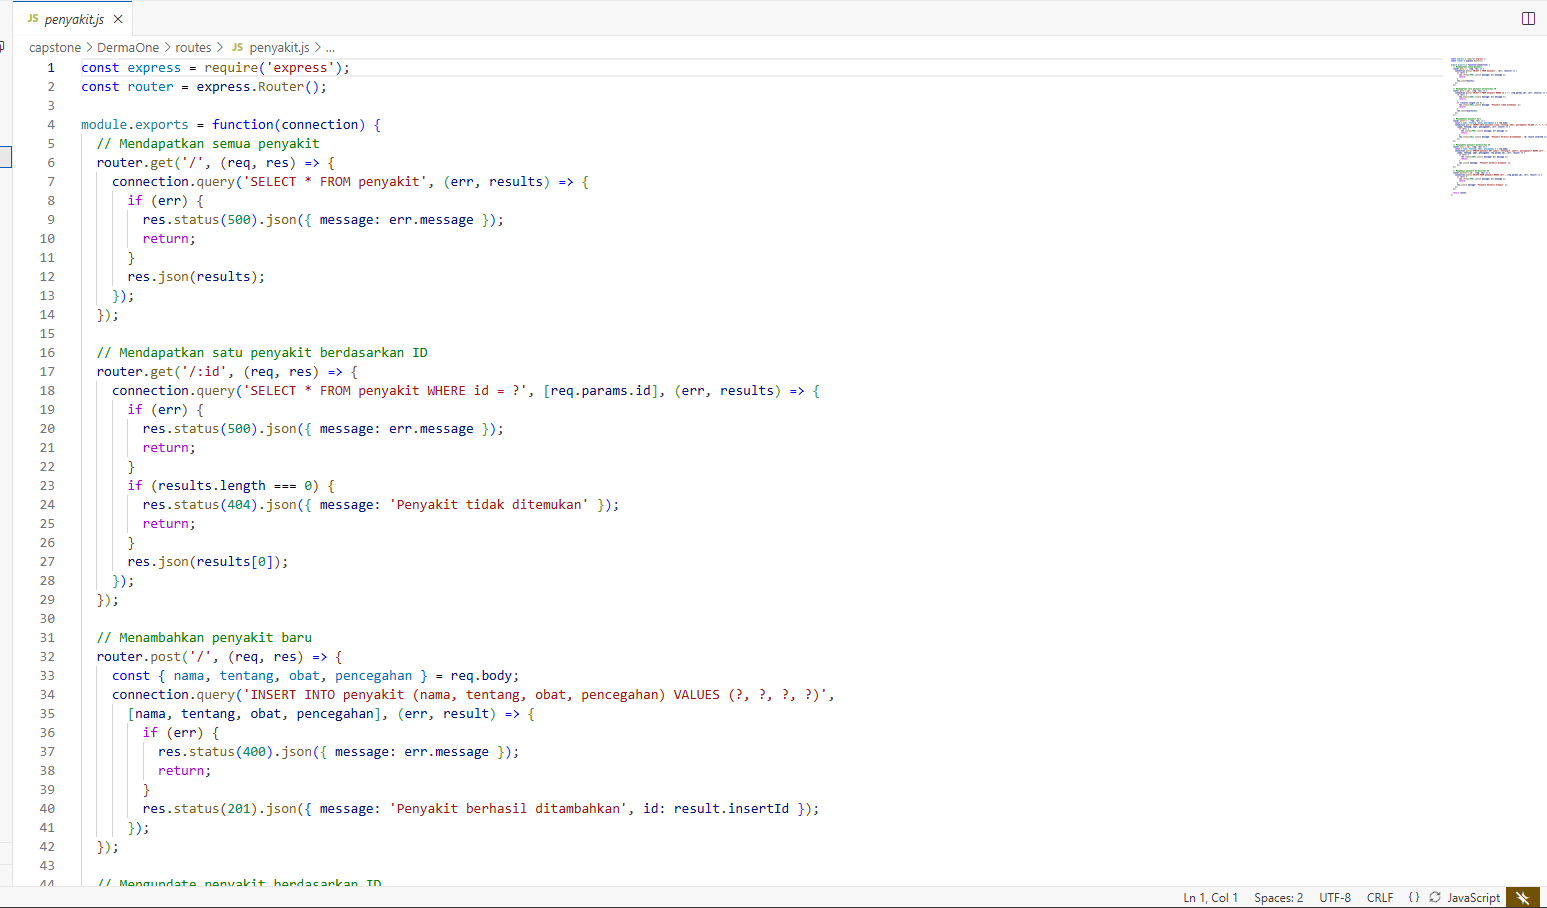 JS penyakit.js ×
capstone > DermaOne > routes > JS penyakit.js > ...
1 const express = require('express');
2 const router = express.Router();
3
4 module.exports = function(connection) {
5 // Mendapatkan semua penyakit
6 router.get('/', (req, res) => {
7 connection.query('SELECT * FROM penyakit', (err, results) => {
8 if (err) {
9 res.status(500).json({ message: err.message });
10 return;
11 }
12 res.json(results);
13 });
14 });
15
16 // Mendapatkan satu penyakit berdasarkan ID
17 router.get('/:id', (req, res) => {
18 connection.query('SELECT * FROM penyakit WHERE id = ?', [req.params.id], (err, results) => {
19 if (err) {
20 res.status(500).json({ message: err.message });
21 return;
22 }
23 if (results.length === 0) {
24 res.status(404).json({ message: 'Penyakit tidak ditemukan' });
25 return;
26 }
27 res.json(results[0]);
28 });
29 });
30
31 // Menambahkan penyakit baru
32 router.post('/', (req, res) => {
33 const { nama, tentang, obat, pencegahan } = req.body;
34 connection.query('INSERT INTO penyakit (nama, tentang, obat, pencegahan) VALUES (?, ?, ?, ?)',
35 [nama, tentang, obat, pencegahan], (err, result) => {
36 if (err) {
37 res.status(400).json({ message: err.message });
38 return;
39 }
40 res.status(201).json({ message: 'Penyakit berhasil ditambahkan', id: result.insertId });
41 });
42 });
43
44 // Mengupdate penyakit berdasarkan ID
Ln 1, Col 1 Spaces: 2 UTF-8 CRLF {} JavaScript